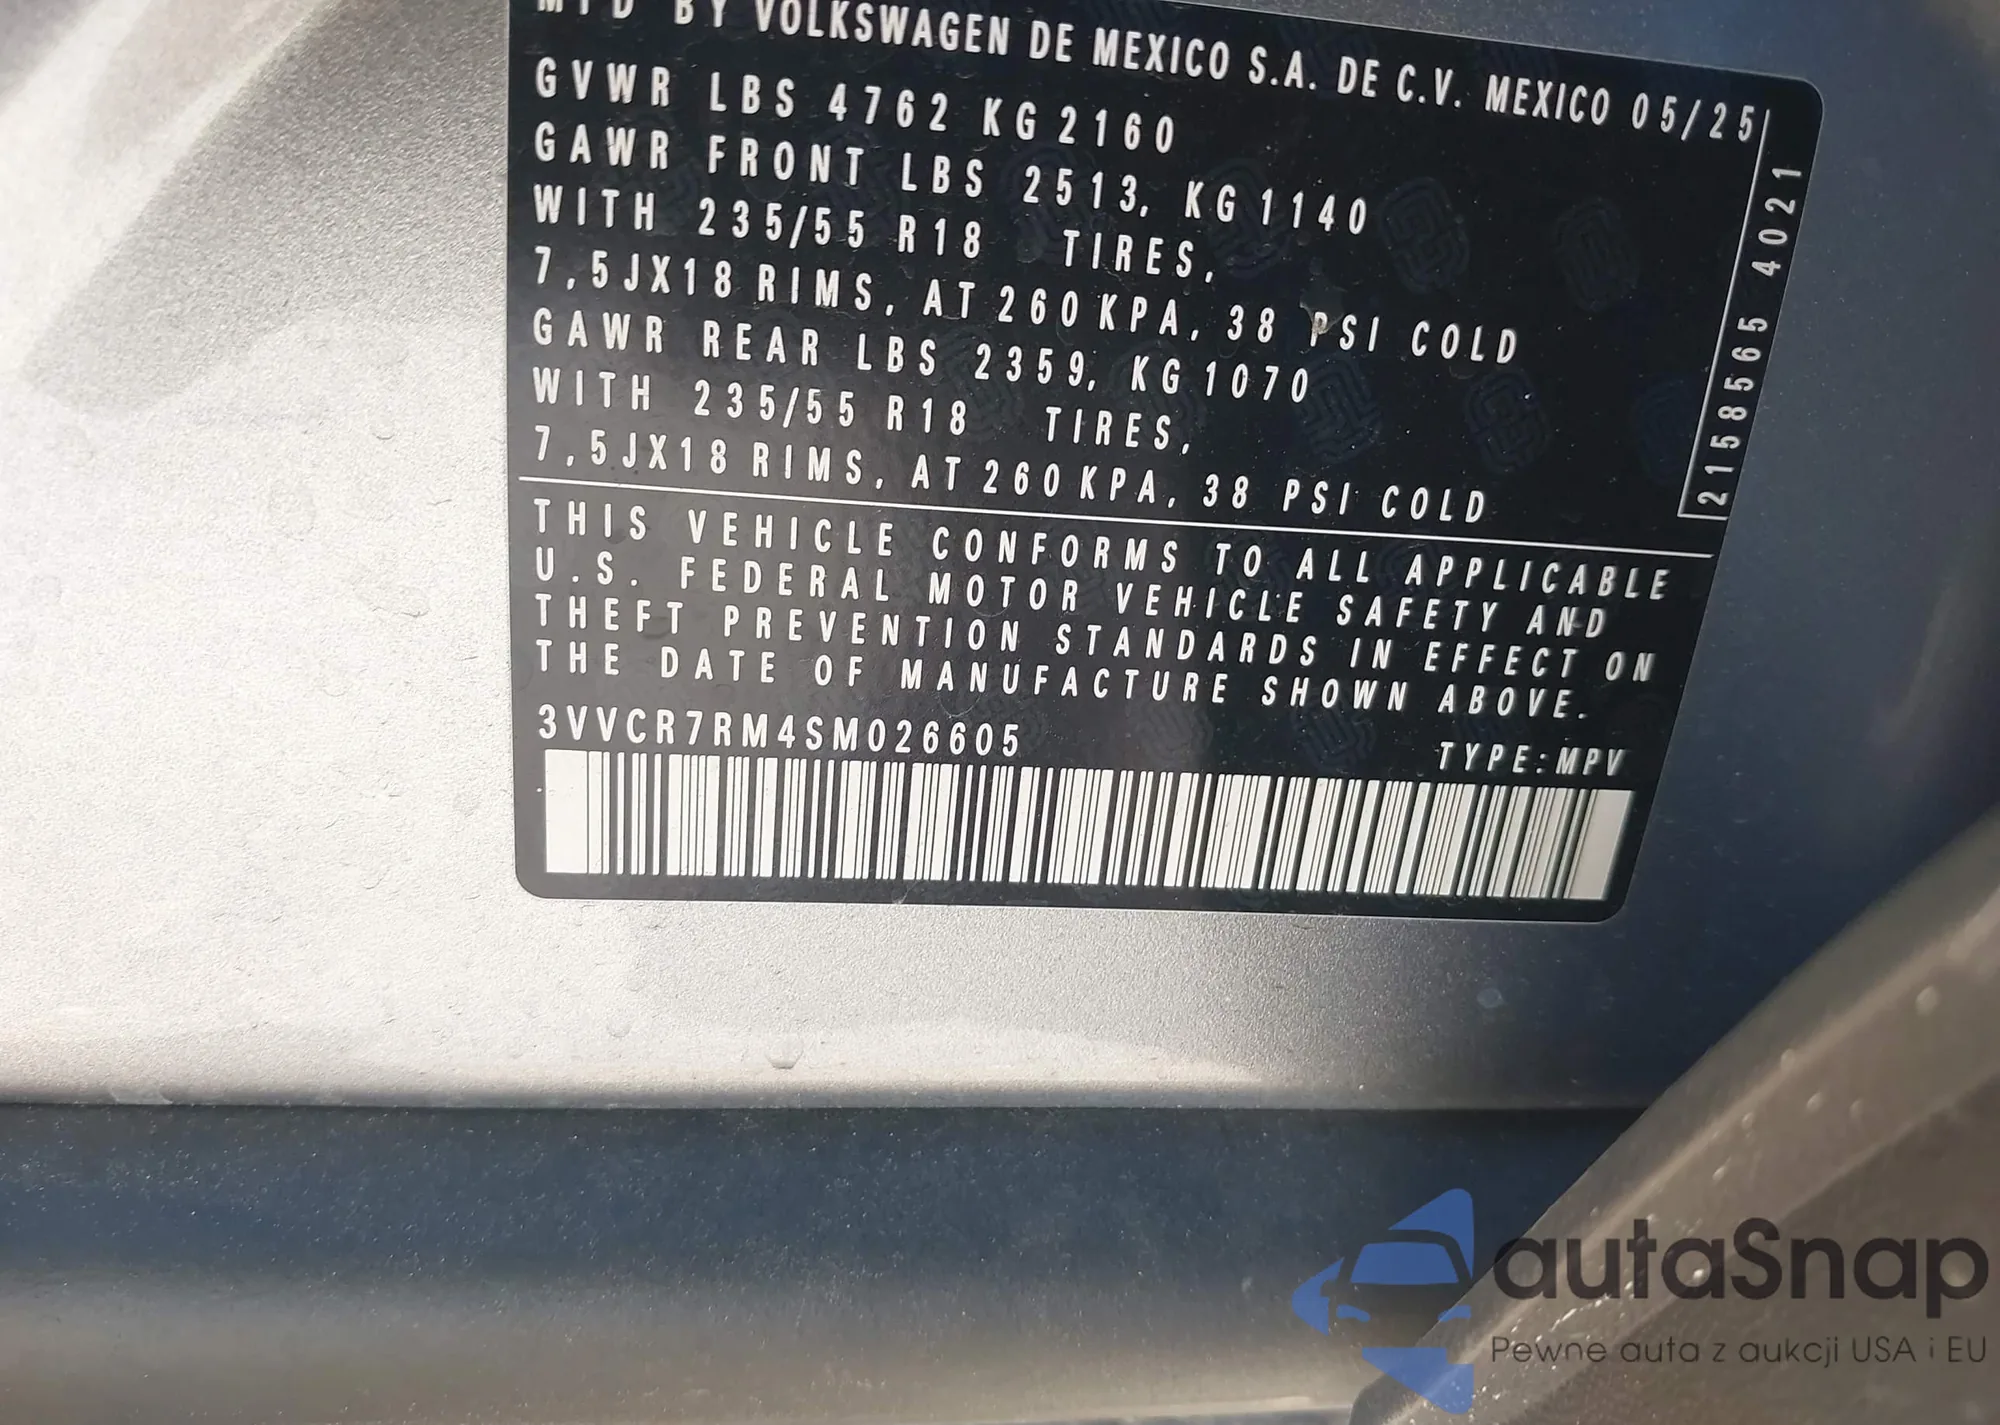 MFD BY VOLKSWAGEN DE MEXICO S.A. DE C.V. MEXICO 05/25
GVWR LBS 4762 KG 2160
GAWR FRONT LBS 2513, KG 1140
WITH 235/55 R18 TIRES,
7,5JX18 RIMS, AT 260 KPA, 38 PSI COLD
GAWR REAR LBS 2359, KG 1070
WITH 235/55 R18 TIRES,
7,5JX18 RIMS, AT 260 KPA, 38 PSI COLD
2158565 4021
THIS VEHICLE CONFORMS TO ALL APPLICABLE
U.S. FEDERAL MOTOR VEHICLE SAFETY AND
THEFT PREVENTION STANDARDS IN EFFECT ON
THE DATE OF MANUFACTURE SHOWN ABOVE.
3VVCR7RM4SM026605
TYPE:MPV
autaSnap
Pewne auta z aukcji USA i EU